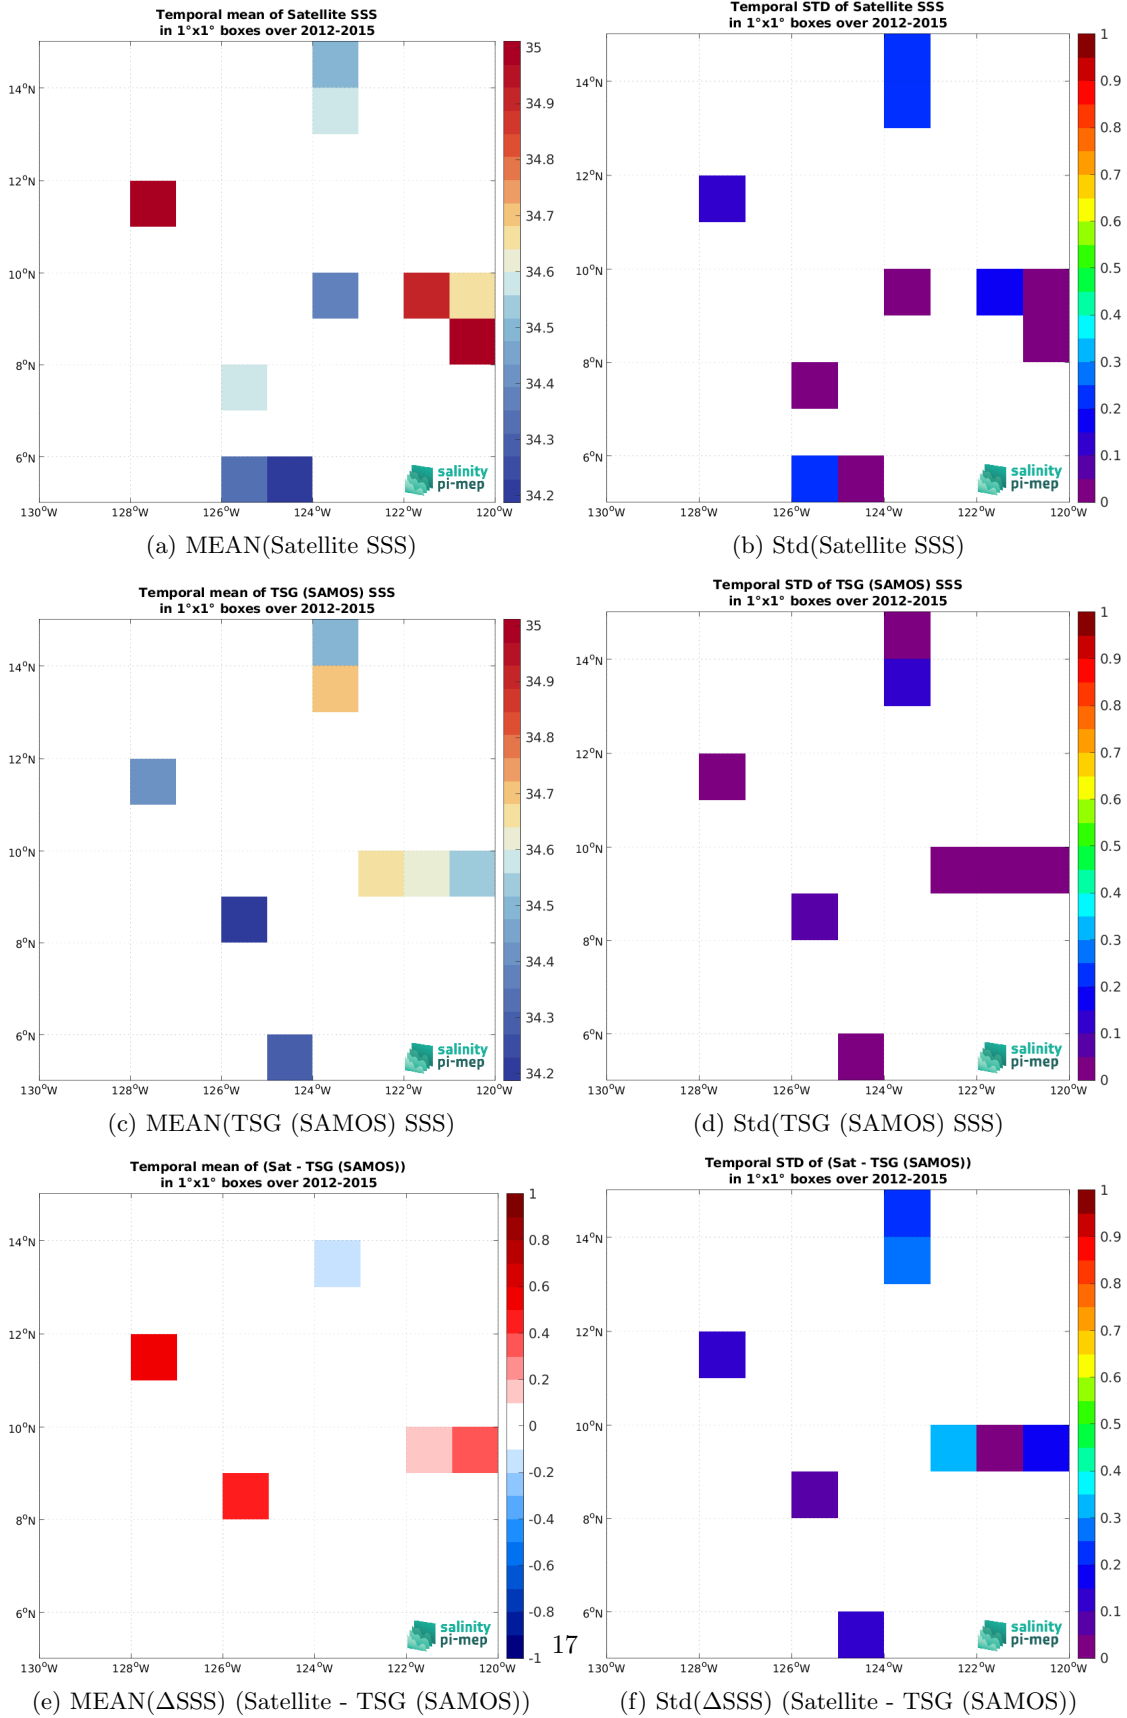 Temporal mean of Satellite SSS
in 1°x1° boxes over 2012-2015
14°N
12°N
10°N
8°N
6°N
130°W 128°W 126°W 124°W 122°W 120°W
35
34.9
34.8
34.7
34.6
34.5
34.4
34.3
34.2
salinity
pi-mep
(a) MEAN(Satellite SSS)
Temporal STD of Satellite SSS
in 1°x1° boxes over 2012-2015
14°N
12°N
10°N
8°N
6°N
130°W 128°W 126°W 124°W 122°W 120°W
1
0.9
0.8
0.7
0.6
0.5
0.4
0.3
0.2
0.1
0
salinity
pi-mep
(b) Std(Satellite SSS)
Temporal mean of TSG (SAMOS) SSS
in 1°x1° boxes over 2012-2015
14°N
12°N
10°N
8°N
6°N
130°W 128°W 126°W 124°W 122°W 120°W
35
34.9
34.8
34.7
34.6
34.5
34.4
34.3
34.2
salinity
pi-mep
(c) MEAN(TSG (SAMOS) SSS)
Temporal STD of TSG (SAMOS) SSS
in 1°x1° boxes over 2012-2015
14°N
12°N
10°N
8°N
6°N
130°W 128°W 126°W 124°W 122°W 120°W
1
0.9
0.8
0.7
0.6
0.5
0.4
0.3
0.2
0.1
0
salinity
pi-mep
(d) Std(TSG (SAMOS) SSS)
Temporal mean of (Sat - TSG (SAMOS))
in 1°x1° boxes over 2012-2015
14°N
12°N
10°N
8°N
6°N
130°W 128°W 126°W 124°W 122°W 120°W
1
0.8
0.6
0.4
0.2
0
-0.2
-0.4
-0.6
-0.8
-1
salinity
pi-mep
(e) MEAN(ΔSSS) (Satellite - TSG (SAMOS))
Temporal STD of (Sat - TSG (SAMOS))
in 1°x1° boxes over 2012-2015
14°N
12°N
10°N
8°N
6°N
130°W 128°W 126°W 124°W 122°W 120°W
1
0.9
0.8
0.7
0.6
0.5
0.4
0.3
0.2
0.1
0
salinity
pi-mep
(f) Std(ΔSSS) (Satellite - TSG (SAMOS))
17